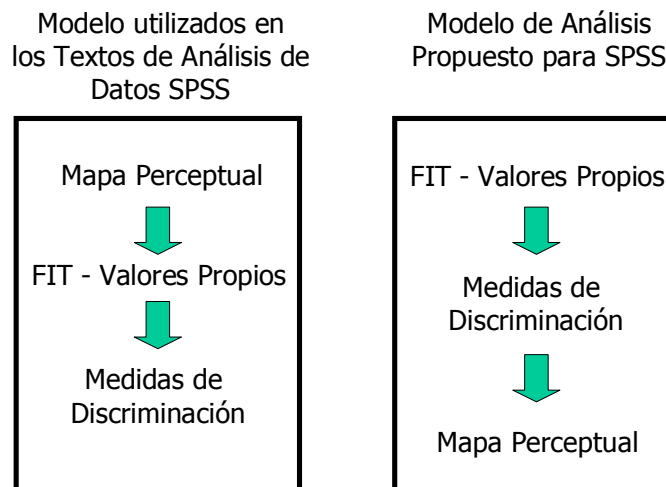 Modelo utilizados en
los Textos de Análisis de
Datos SPSS
Mapa Perceptual
FIT - Valores Propios
Medidas de
Discriminación
Modelo de Análisis
Propuesto para SPSS
FIT - Valores Propios
Medidas de
Discriminación
Mapa Perceptual